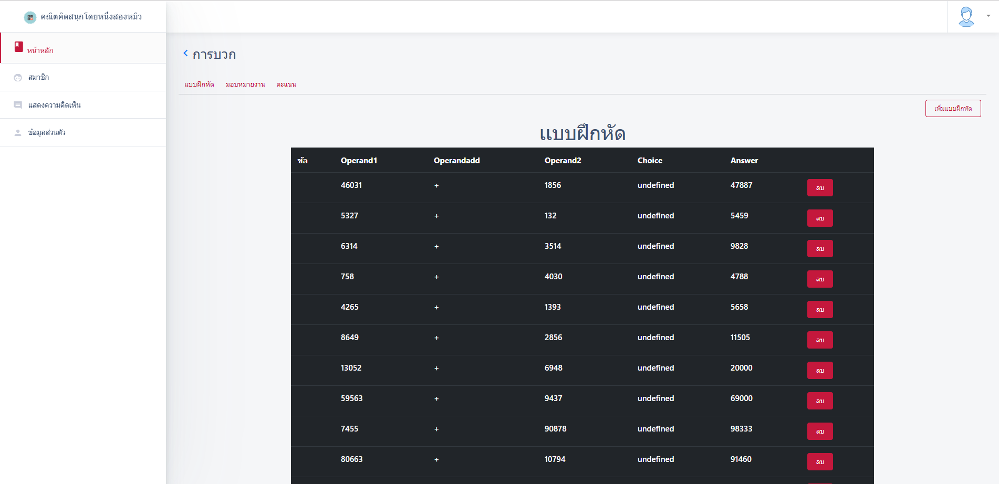 คณิตคิดสนุกโดยหนึ่งสองหมิว
หน้าหลัก
สมาชิก
แสดงความคิดเห็น
ข้อมูลส่วนตัว
การบวก
แบบฝึกหัด มอบหมายงาน คะแนน
เพิ่มแบบฝึกหัด
แบบฝึกหัด
ข้อ Operand1 Operandadd Operand2 Choice Answer
46031 + 1856 undefined 47887 ลบ
5327 + 132 undefined 5459 ลบ
6314 + 3514 undefined 9828 ลบ
758 + 4030 undefined 4788 ลบ
4265 + 1393 undefined 5658 ลบ
8649 + 2856 undefined 11505 ลบ
13052 + 6948 undefined 20000 ลบ
59563 + 9437 undefined 69000 ลบ
7455 + 90878 undefined 98333 ลบ
80663 + 10794 undefined 91460 ลบ